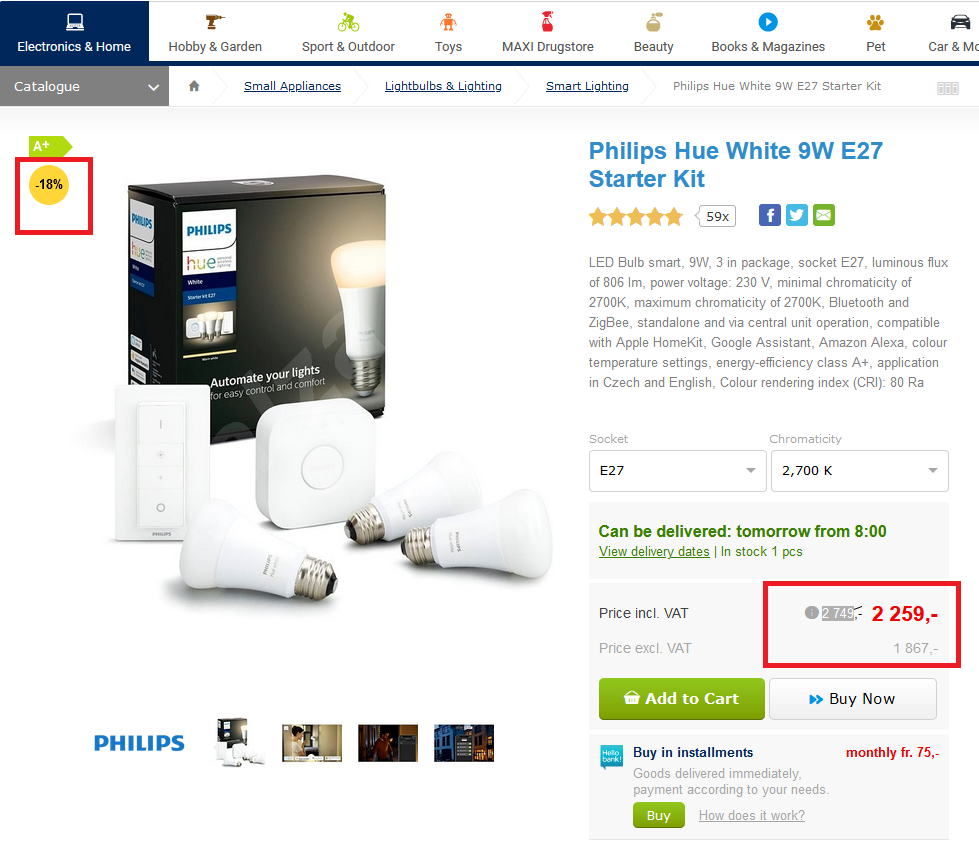 Electronics & Home
Hobby & Garden
Sport & Outdoor
Toys
MAXI Drugstore
Beauty
Books & Magazines
Pet
Car & Mo
Catalogue
Small Appliances
Lightbulbs & Lighting
Smart Lighting
Philips Hue White 9W E27 Starter Kit
A+
-18%
PHILIPS
hue personal wireless lighting
White
Starter kit E27
PHILIPS
hue
Automate your lights
for easy control and comfort
PHILIPS
PHILIPS
Philips Hue White 9W E27
Starter Kit
59x
LED Bulb smart, 9W, 3 in package, socket E27, luminous flux
of 806 lm, power voltage: 230 V, minimal chromaticity of
2700K, maximum chromaticity of 2700K, Bluetooth and
ZigBee, standalone and via central unit operation, compatible
with Apple HomeKit, Google Assistant, Amazon Alexa, colour
temperature settings, energy-efficiency class A+, application
in Czech and English, Colour rendering index (CRI): 80 Ra
Socket
Chromaticity
E27
2,700 K
Can be delivered: tomorrow from 8:00
View delivery dates | In stock 1 pcs
Price incl. VAT
2 749,- 2 259,-
Price excl. VAT
1 867,-
Add to Cart
Buy Now
Hello bank!
Buy in installments
monthly fr. 75,-
Goods delivered immediately,
payment according to your needs.
Buy
How does it work?
PHILIPS